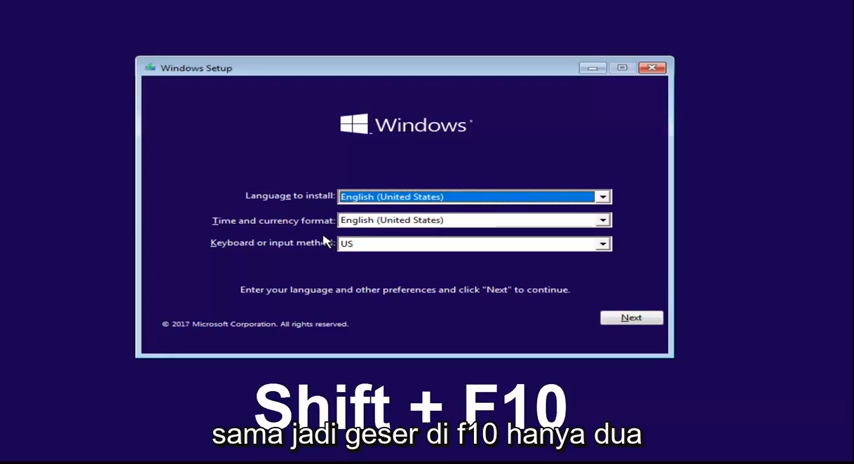 Windows Setup
Windows
Language to install: English (United States)
Time and currency format: English (United States)
Keyboard or input method: US
Enter your language and other preferences and click "Next" to continue.
Next
© 2017 Microsoft Corporation. All rights reserved.
Shift + F10
sama jadi geser di f10 hanya dua